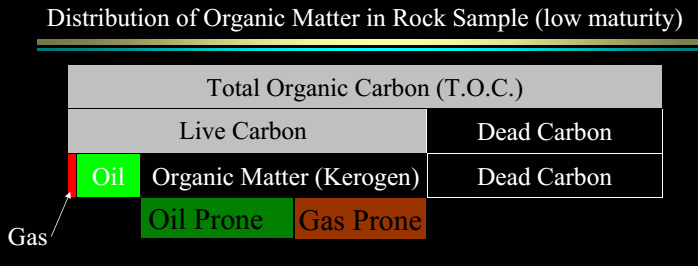 Distribution of Organic Matter in Rock Sample (low maturity)
Total Organic Carbon (T.O.C.)
Live Carbon Dead Carbon
Oil Organic Matter (Kerogen) Dead Carbon
Oil Prone Gas Prone
Gas